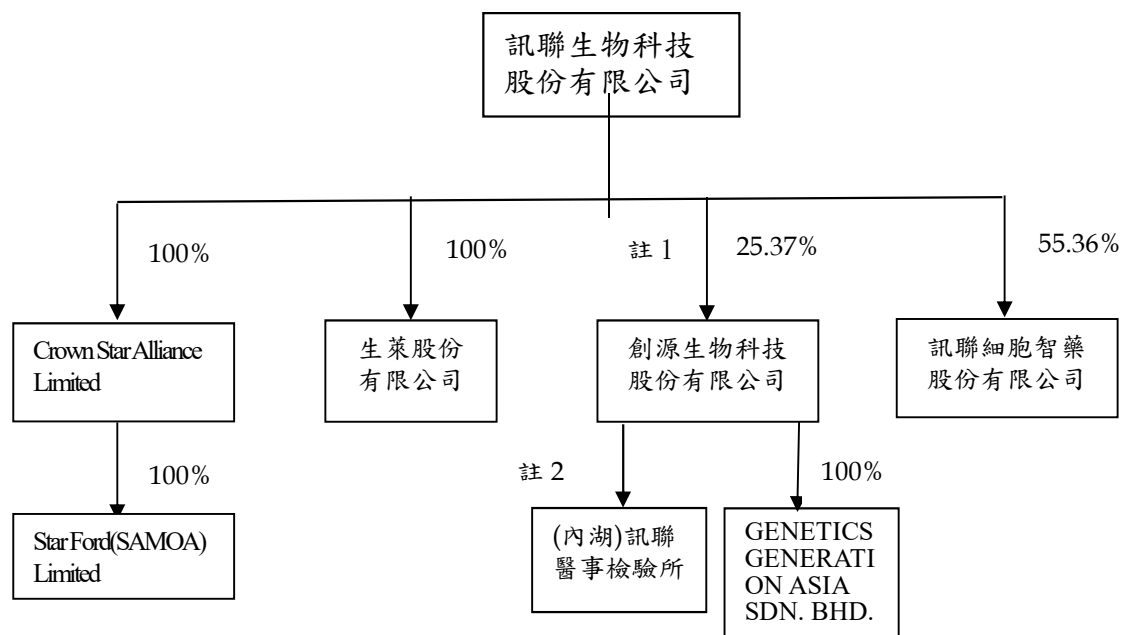 訊聯生物科技
股份有限公司
100%
100%
註 1
25.37%
55.36%
Crown Star Alliance
Limited
生萊股份
有限公司
創源生物科技
股份有限公司
訊聯細胞智藥
股份有限公司
100%
註 2
100%
Star Ford(SAMOA)
Limited
(內湖)訊聯
醫事檢驗所
GENETICS
GENERATI
ON ASIA
SDN. BHD.